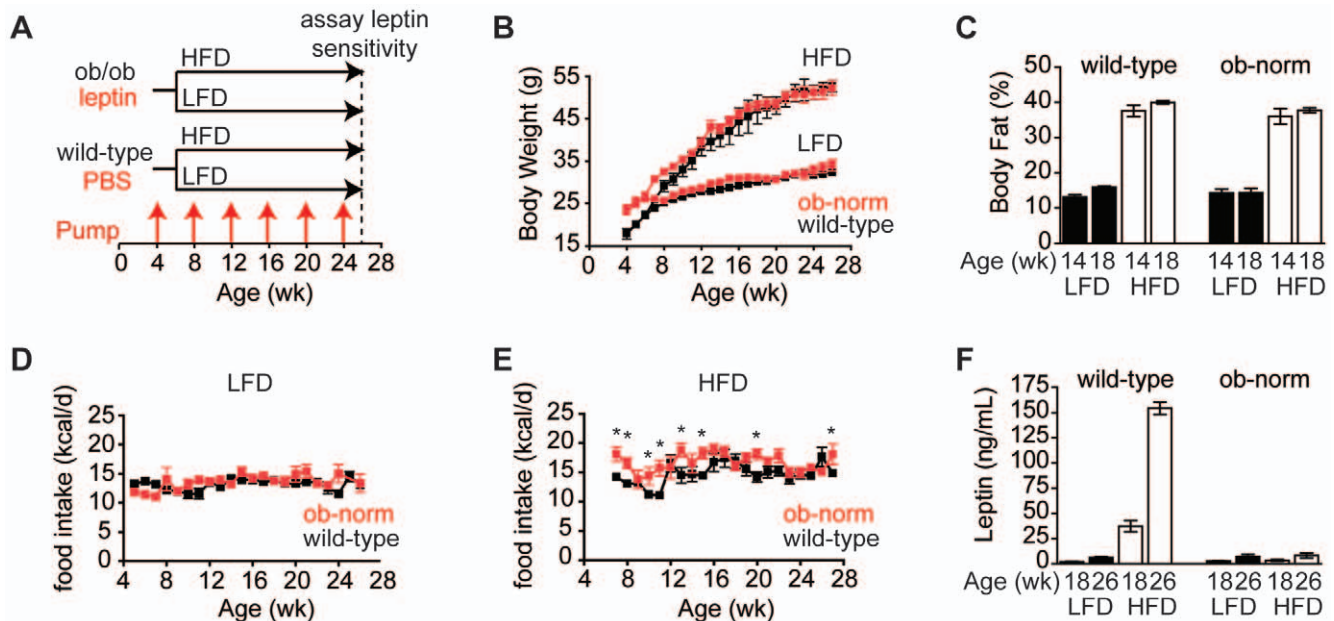 A
assay leptin
sensitivity
ob/ob
leptin
HFD
LFD
wild-type
PBS
HFD
LFD
Pump
0 4 8 12 16 20 24 28
Age (wk)
B
Body Weight (g)
55
45
35
25
15
HFD
LFD
ob-norm
wild-type
0 4 8 12 16 20 24 28
Age (wk)
C
Body Fat (%)
50
40
30
20
10
0
wild-type ob-norm
Age (wk) 14 18 14 18 14 18 14 18
LFD HFD LFD HFD
D
LFD
food intake (kcal/d)
25
20
15
10
5
0
ob-norm
wild-type
4 8 12 16 20 24 28
Age (wk)
E
HFD
food intake (kcal/d)
25
20
15
10
5
0
* * * * * * * *
ob-norm
wild-type
4 8 12 16 20 24 28
Age (wk)
F
Leptin (ng/mL)
175
150
125
100
75
50
25
0
wild-type ob-norm
Age (wk) 18 26 18 26 18 26 18 26
LFD HFD LFD HFD